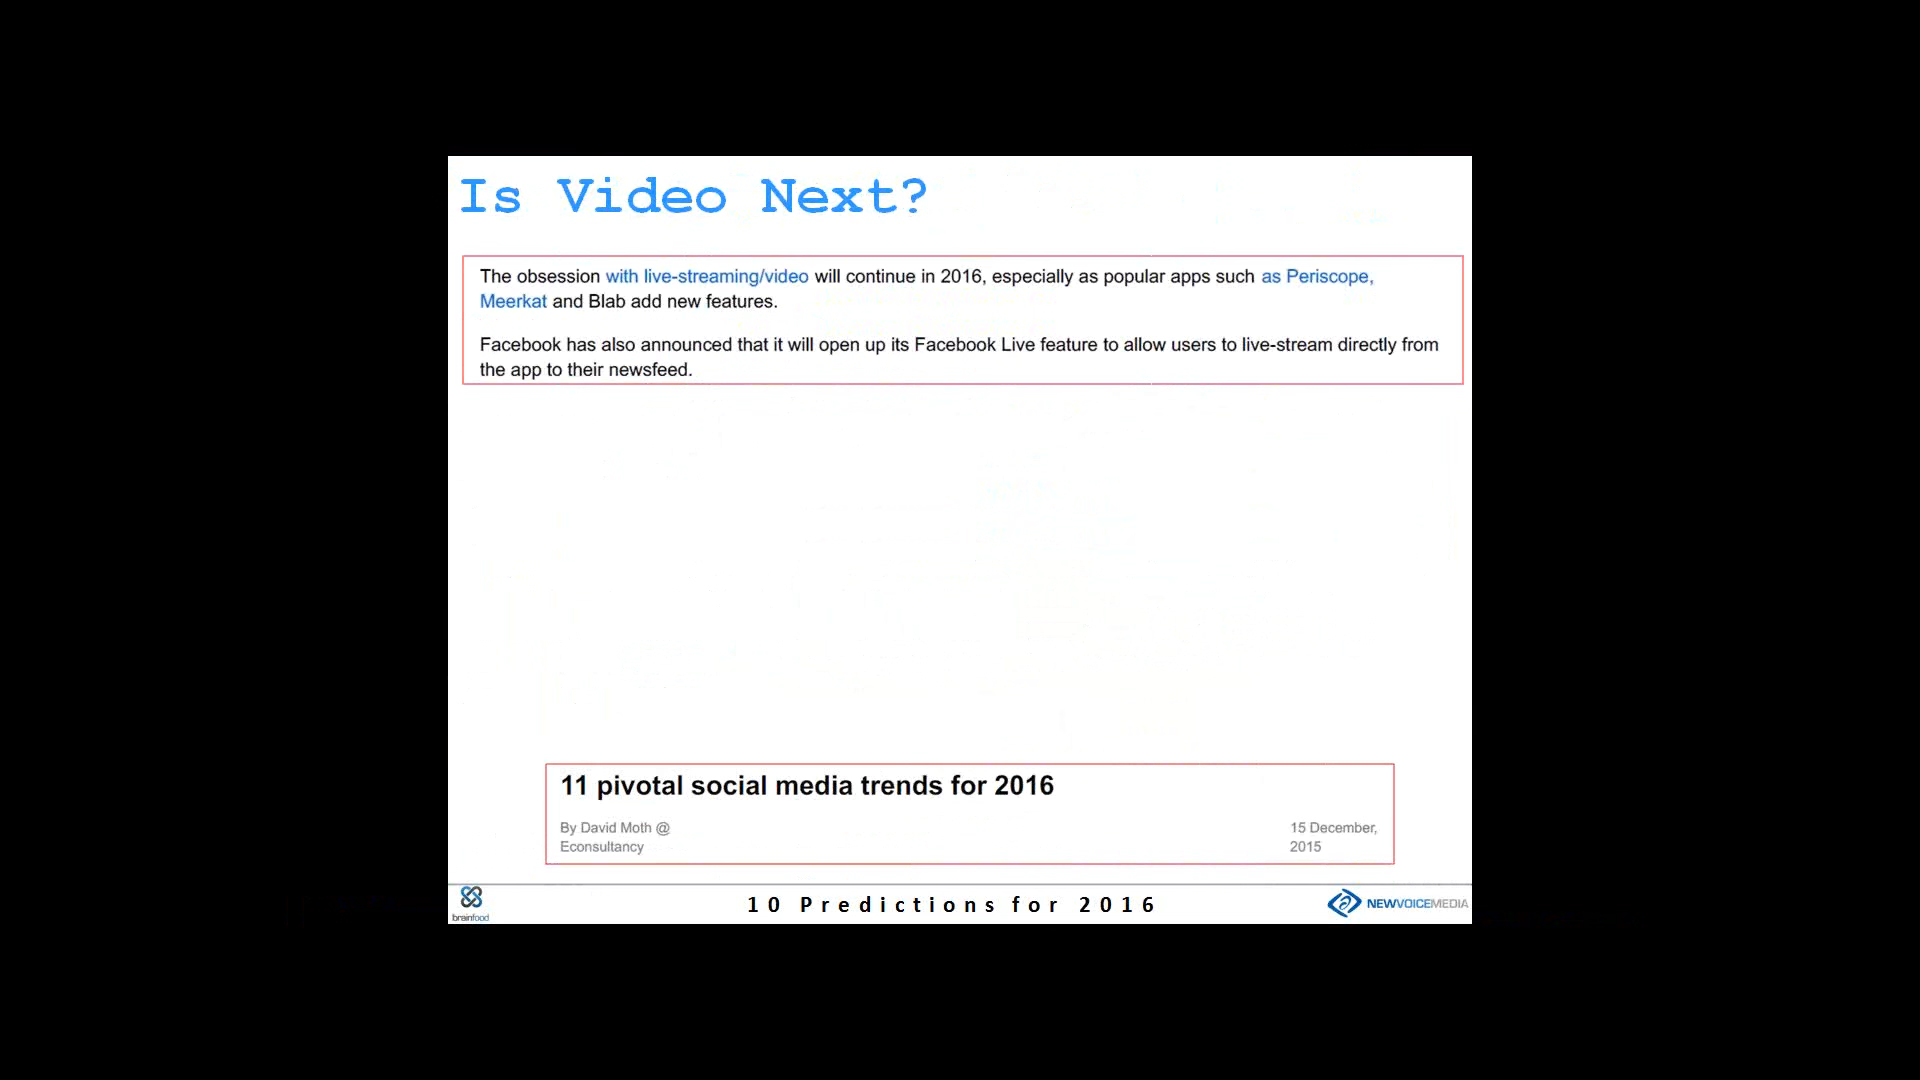 Is Video Next?
The obsession with live-streaming/video will continue in 2016, especially as popular apps such as Periscope,
Meerkat and Blab add new features.
Facebook has also announced that it will open up its Facebook Live feature to allow users to live-stream directly from
the app to their newsfeed.
11 pivotal social media trends for 2016
By David Moth @
Econsultancy
15 December,
2015
brainfood
10 Predictions for 2016
NEWVOICEMEDIA